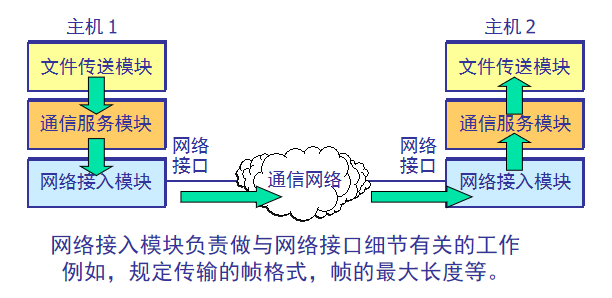 主机 1
主机 2
文件传送模块
文件传送模块
通信服务模块
通信服务模块
网络
接口
网络
接口
网络接入模块
通信网络
网络接入模块
网络接入模块负责做与网络接口细节有关的工作
例如，规定传输的帧格式，帧的最大长度等。